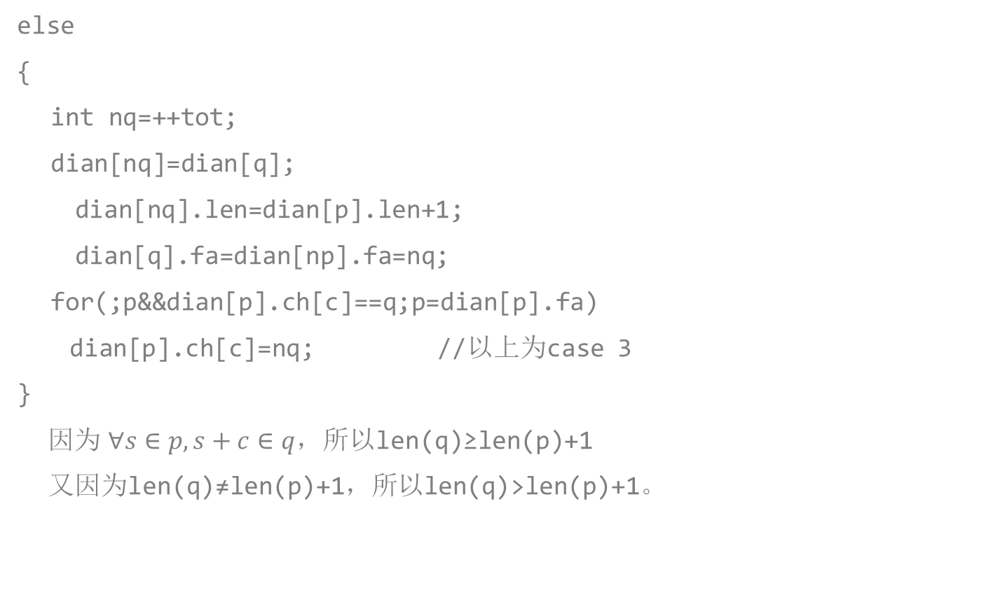 else
{
int nq=++tot;
dian[nq]=dian[q];
dian[nq].len=dian[p].len+1;
dian[q].fa=dian[np].fa=nq;
for(;p&&dian[p].ch[c]==q;p=dian[p].fa)
dian[p].ch[c]=nq; //以上为case 3
}
因为 ∀s ∈ p, s + c ∈ q，所以len(q)≥len(p)+1
又因为len(q)≠len(p)+1，所以len(q)>len(p)+1。